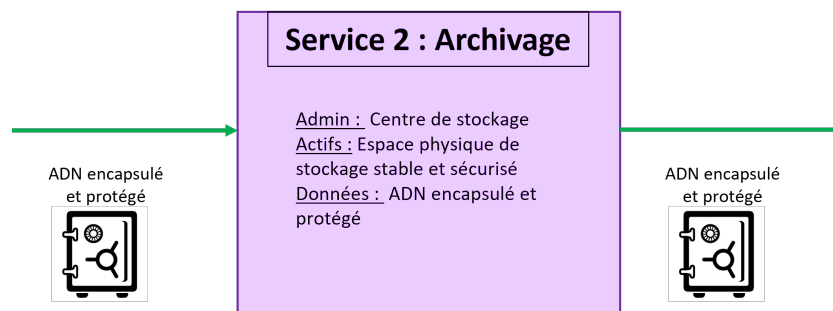 Service 2 : Archivage
Admin : Centre de stockage
Actifs : Espace physique de
stockage stable et sécurisé
Données : ADN encapsulé et
protégé
ADN encapsulé
et protégé
ADN encapsulé
et protégé